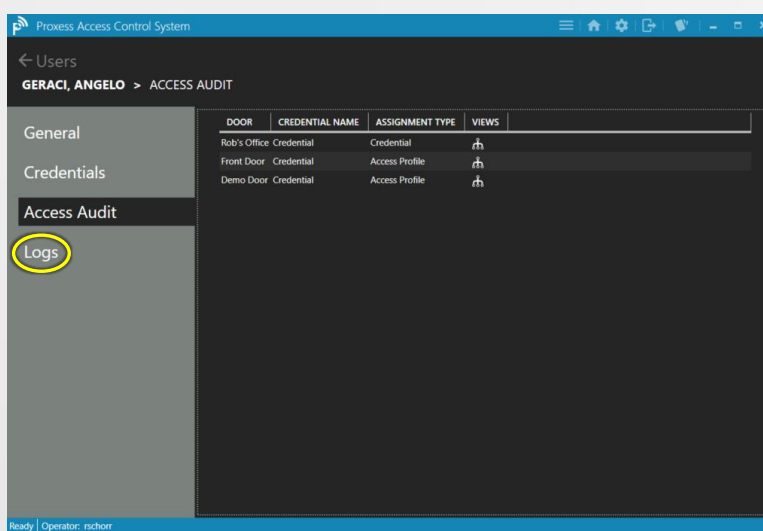 Proxess Access Control System
Users
GERACI, ANGELO > ACCESS AUDIT
General
Credentials
Access Audit
Logs
DOOR CREDENTIAL NAME ASSIGNMENT TYPE VIEWS
Rob's Office Credential Credential
Front Door Credential Access Profile
Demo Door Credential Access Profile
Ready Operator: rschorr